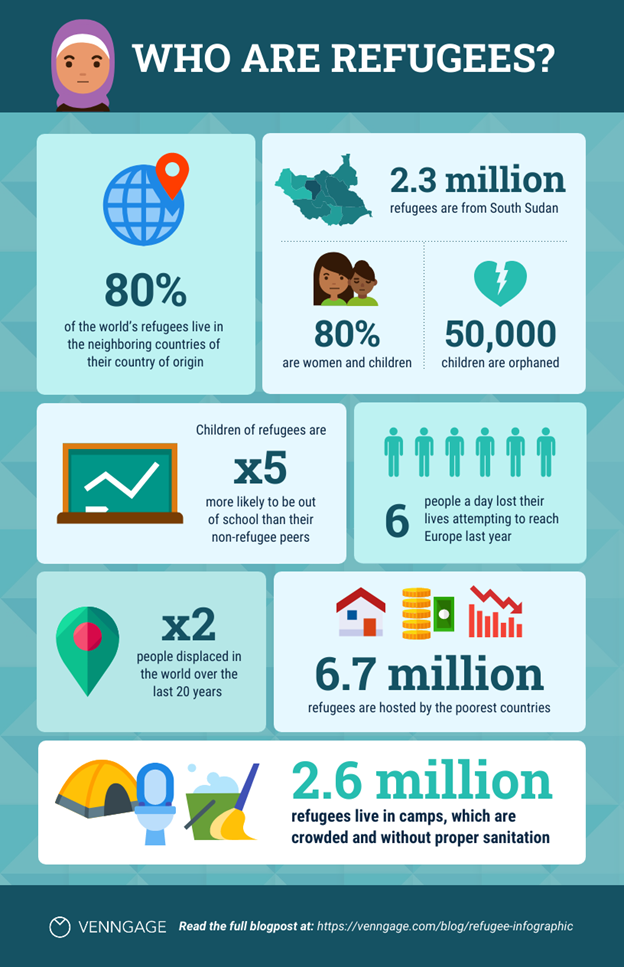 WHO ARE REFUGEES?
80%
of the world's refugees live in
the neighboring countries of
their country of origin
2.3 million
refugees are from South Sudan
80%
are women and children
50,000
children are orphaned
Children of refugees are
x5
more likely to be out
of school than their
non-refugee peers
6
people a day lost their
lives attempting to reach
Europe last year
x2
people displaced in
the world over the
last 20 years
6.7 million
refugees are hosted by the poorest countries
2.6 million
refugees live in camps, which are
crowded and without proper sanitation
VENNGAGE Read the full blogpost at: https://venngage.com/blog/refugee-infographic